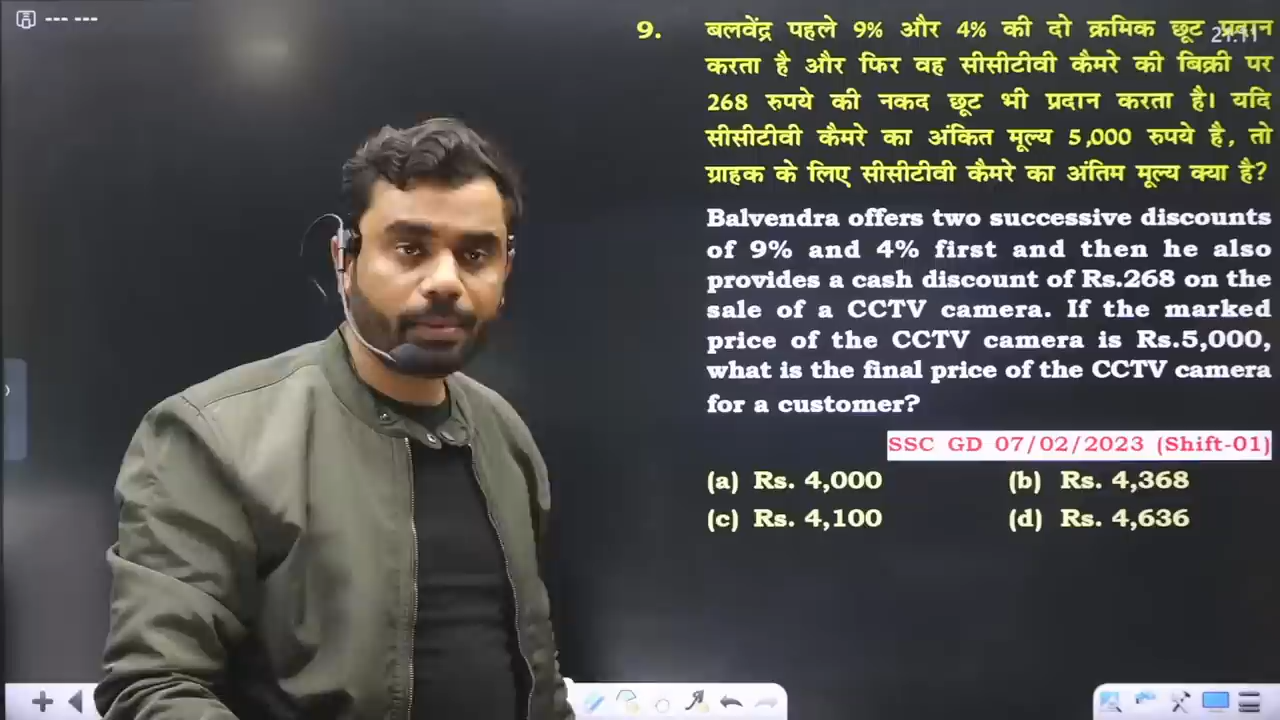 9. बलवेंद्र पहले 9% और 4% की दो क्रमिक छूट प्रदान
21:11
करता है और फिर वह सीसीटीवी कैमरे की बिक्री पर
268 रुपये की नकद छूट भी प्रदान करता है। यदि
सीसीटीवी कैमरे का अंकित मूल्य 5,000 रुपये है, तो
ग्राहक के लिए सीसीटीवी कैमरे का अंतिम मूल्य क्या है?
Balvendra offers two successive discounts
of 9% and 4% first and then he also
provides a cash discount of Rs.268 on the
sale of a CCTV camera. If the marked
price of the CCTV camera is Rs.5,000,
what is the final price of the CCTV camera
for a customer?
SSC GD 07/02/2023 (Shift-01)
(a) Rs. 4,000 (b) Rs. 4,368
(c) Rs. 4,100 (d) Rs. 4,636